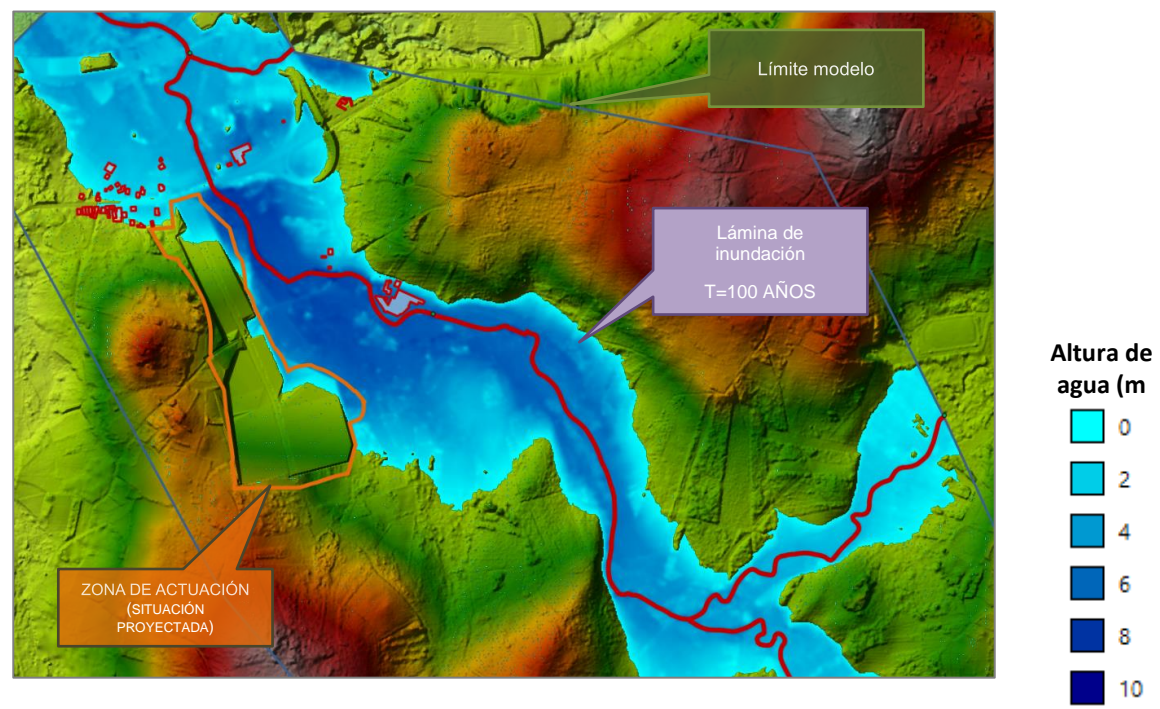 Límite modelo
Lámina de
inundación
T=100 AÑOS
Altura de
agua (m
0
2
4
6
8
10
ZONA DE ACTUACIÓN
(SITUACIÓN
PROYECTADA)